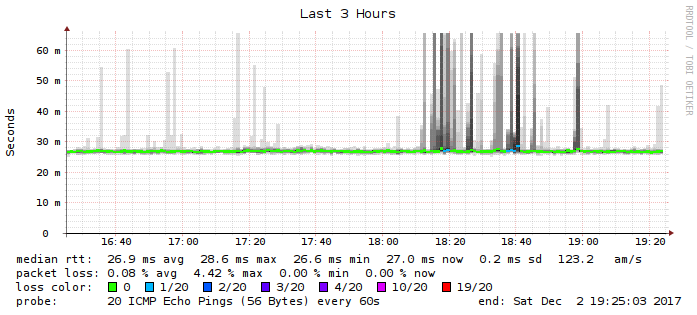 Last 3 Hours
RRDTOOL / TOBI OETIKER
Seconds
60 m
50 m
40 m
30 m
20 m
10 m
0
16:40 17:00 17:20 17:40 18:00 18:20 18:40 19:00 19:20
median rtt: 26.9 ms avg 28.6 ms max 26.6 ms min 27.0 ms now 0.2 ms sd 123.2 am/s
packet loss: 0.08 % avg 4.42 % max 0.00 % min 0.00 % now
loss color: 0 1/20 2/20 3/20 4/20 10/20 19/20
probe: 20 ICMP Echo Pings (56 Bytes) every 60s end: Sat Dec 2 19:25:03 2017